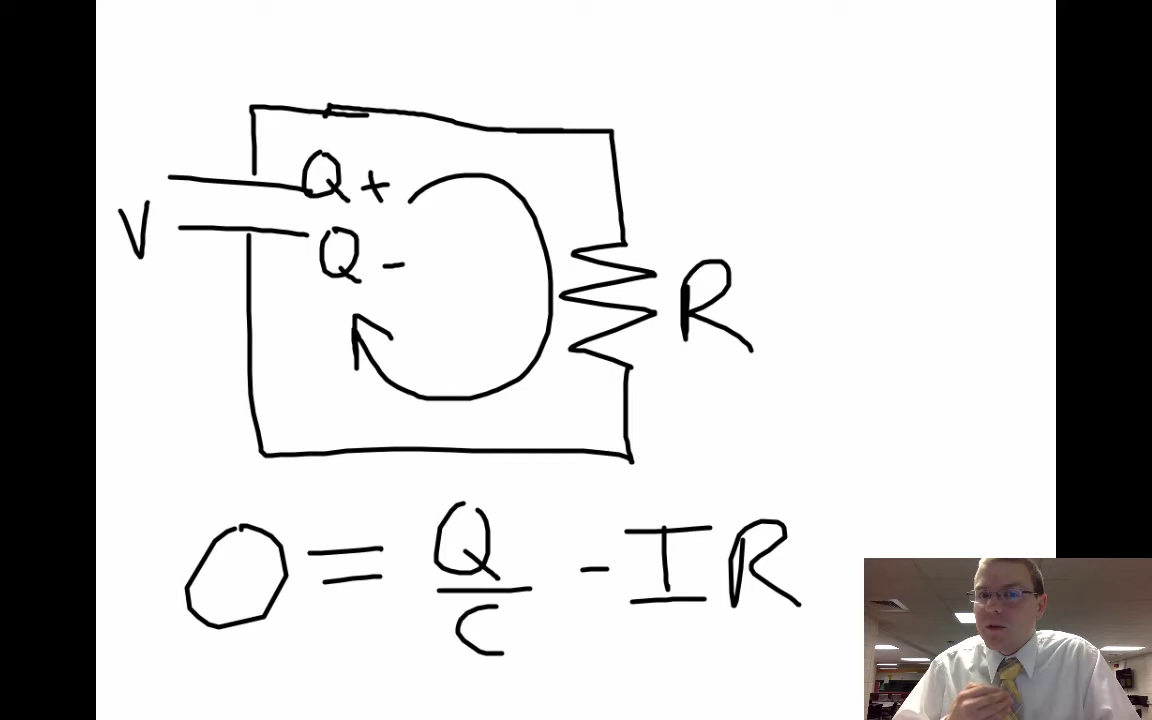 Q +
V
Q -
R
0 = Q/C - IR